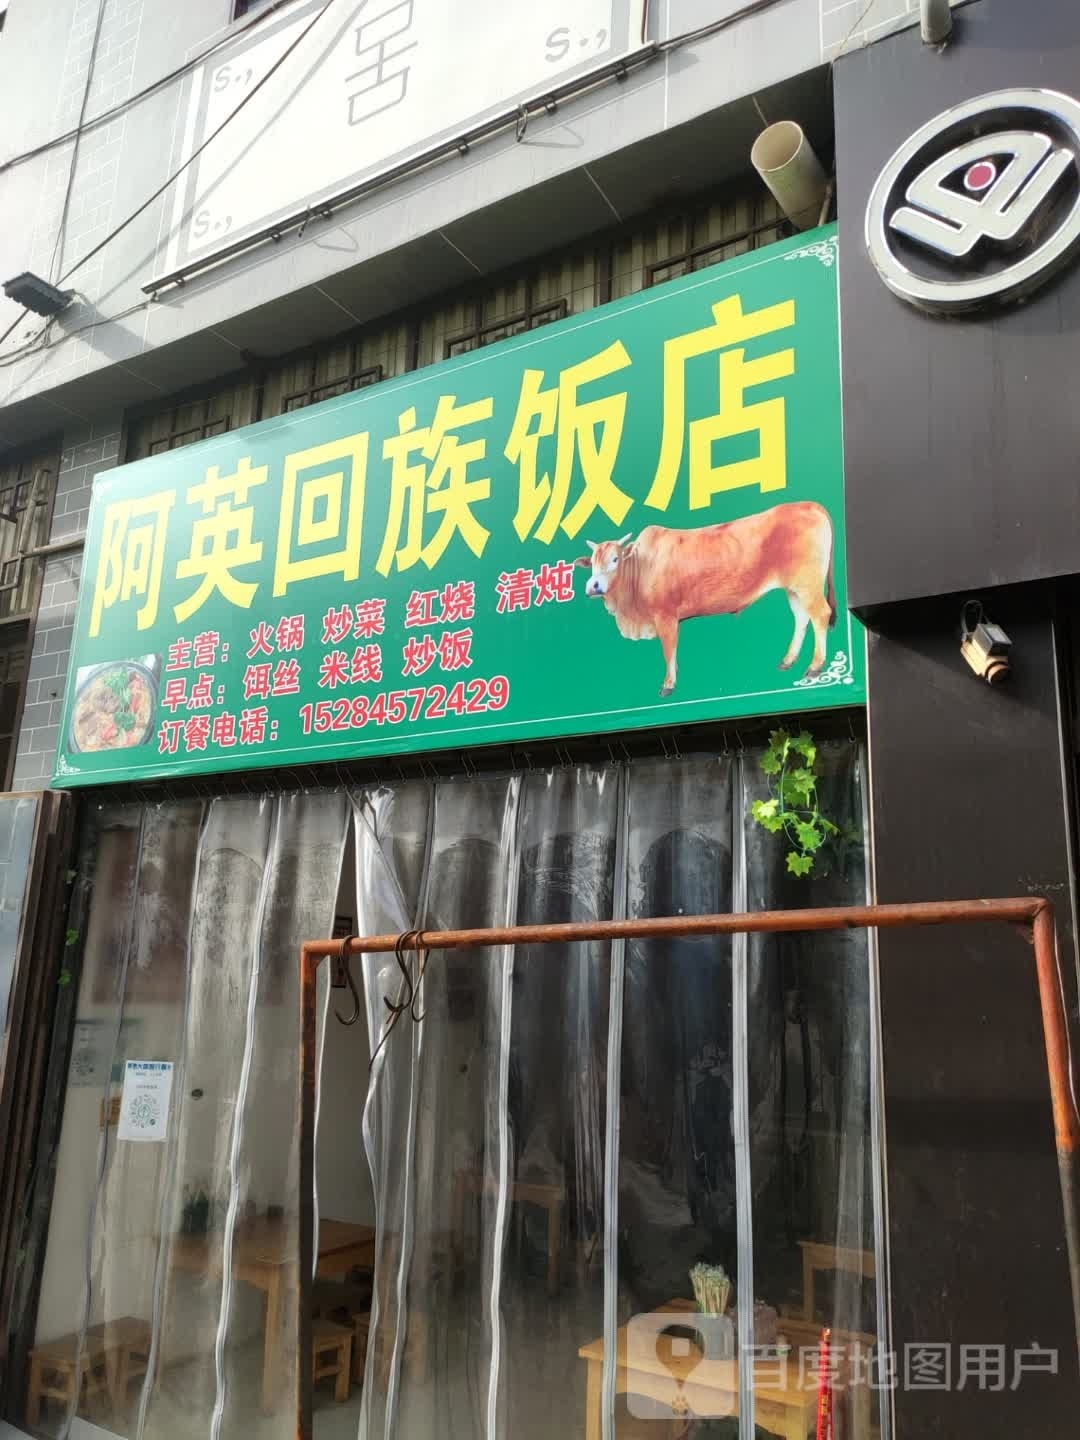 居
阿英回族饭店
主营：火锅 炒菜 红烧 清炖
早点：饵丝 米线 炒饭
订餐电话：15284572429
百度地图用户